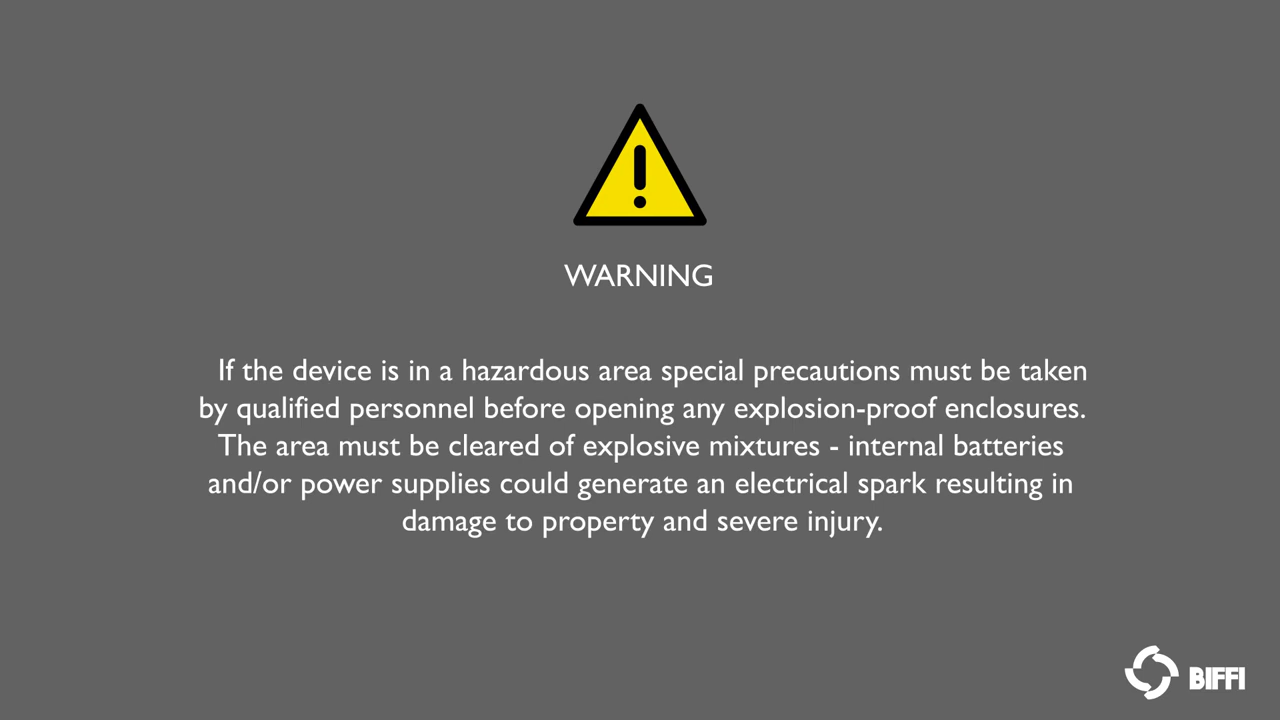 WARNING
If the device is in a hazardous area special precautions must be taken
by qualified personnel before opening any explosion-proof enclosures.
The area must be cleared of explosive mixtures - internal batteries
and/or power supplies could generate an electrical spark resulting in
damage to property and severe injury.
BIFFI